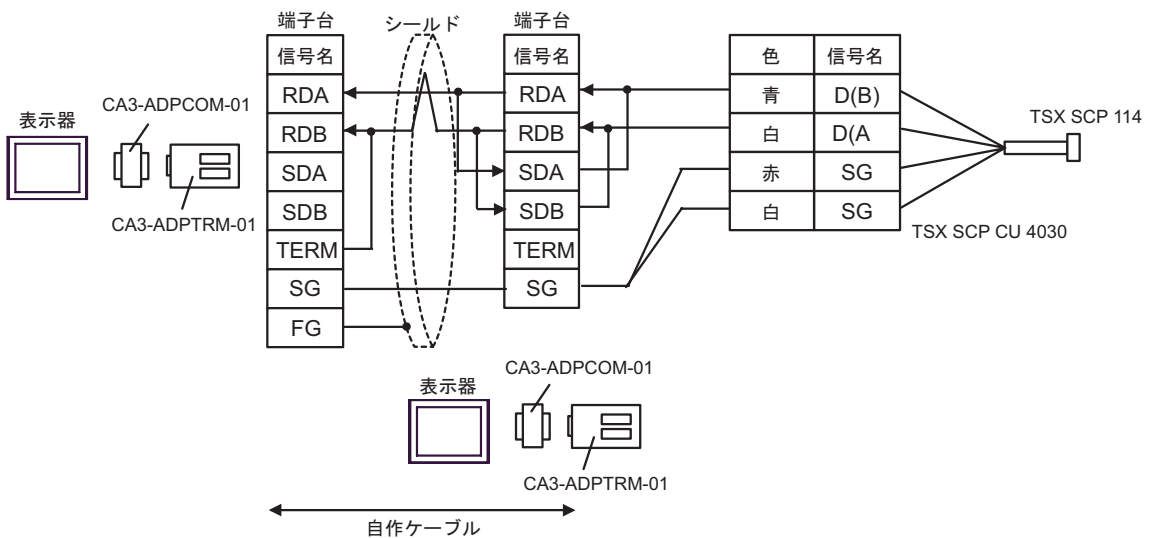 端子台
信号名
RDA
RDB
SDA
SDB
TERM
SG
FG
シールド
端子台
信号名
RDA
RDB
SDA
SDB
TERM
SG
色 信号名
青 D(B)
白 D(A
赤 SG
白 SG
TSX SCP 114
TSX SCP CU 4030
表示器
CA3-ADPCOM-01
CA3-ADPTRM-01
表示器
CA3-ADPCOM-01
CA3-ADPTRM-01
自作ケーブル